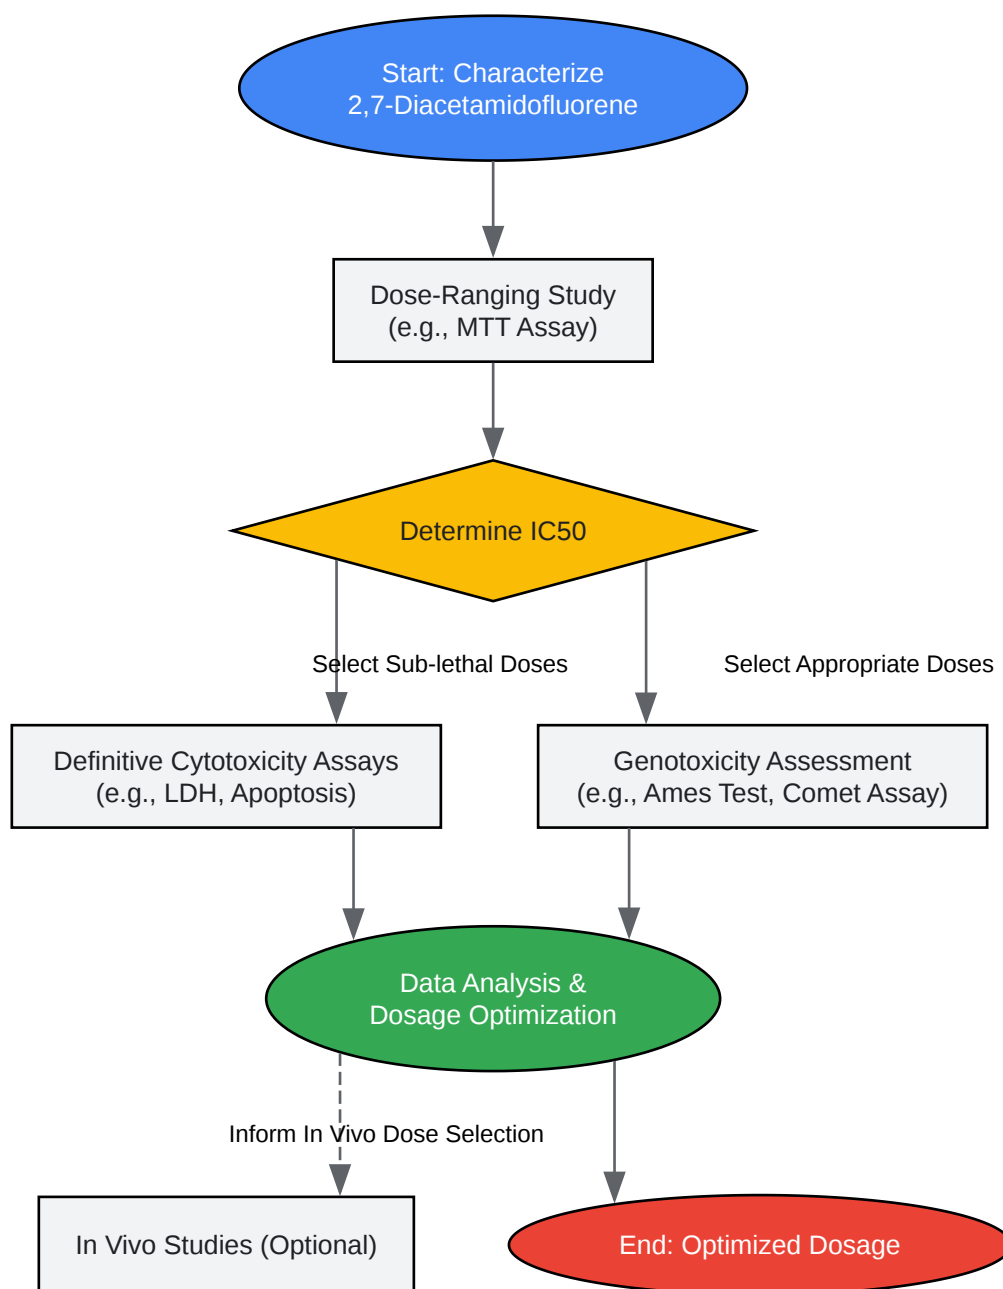 Start: Characterize
2,7-Diacetamidofluorene
Dose-Ranging Study
(e.g., MTT Assay)
Determine IC50
Select Sub-lethal Doses
Select Appropriate Doses
Definitive Cytotoxicity Assays
(e.g., LDH, Apoptosis)
Genotoxicity Assessment
(e.g., Ames Test, Comet Assay)
Data Analysis &
Dosage Optimization
Inform In Vivo Dose Selection
In Vivo Studies (Optional)
End: Optimized Dosage